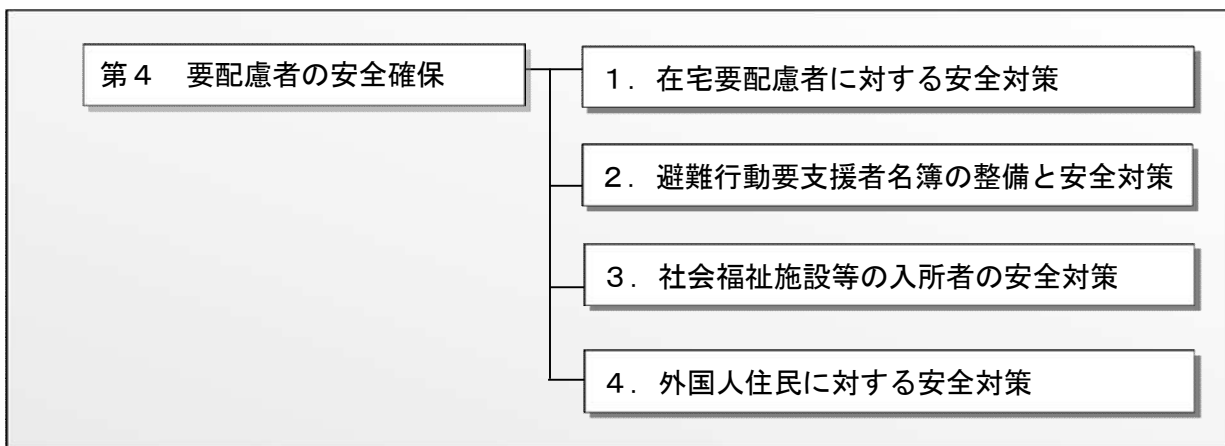 第４　要配慮者の安全確保
１．在宅要配慮者に対する安全対策
２．避難行動要支援者名簿の整備と安全対策
３．社会福祉施設等の入所者の安全対策
４．外国人住民に対する安全対策